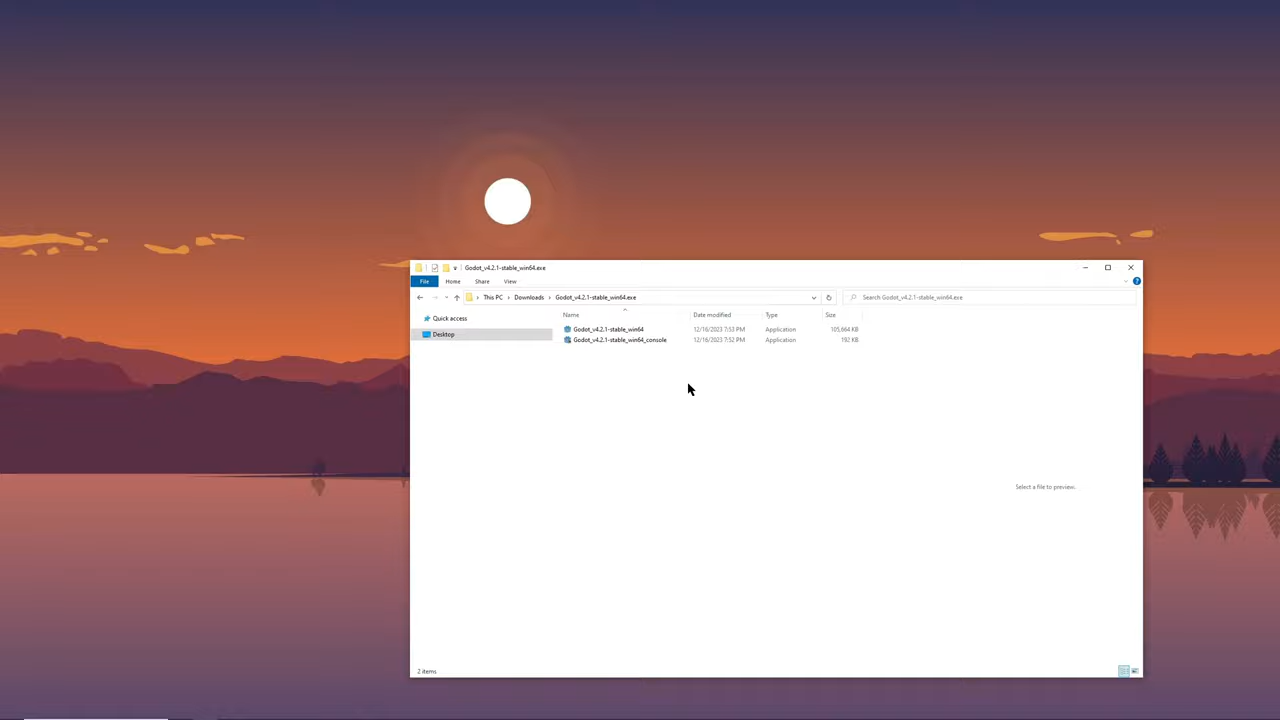 Godot_v4.2.1-stable_win64.exe
File Home Share View
This PC Downloads Godot_v4.2.1-stable_win64.exe Search Godot_v4.2.1-stable_win64.exe
Quick access
Desktop
Name Date modified Type Size
Godot_v4.2.1-stable_win64 12/16/2023 7:53 PM Application 105,664 KB
Godot_v4.2.1-stable_win64_console 12/16/2023 7:52 PM Application 192 KB
Select a file to preview.
2 items